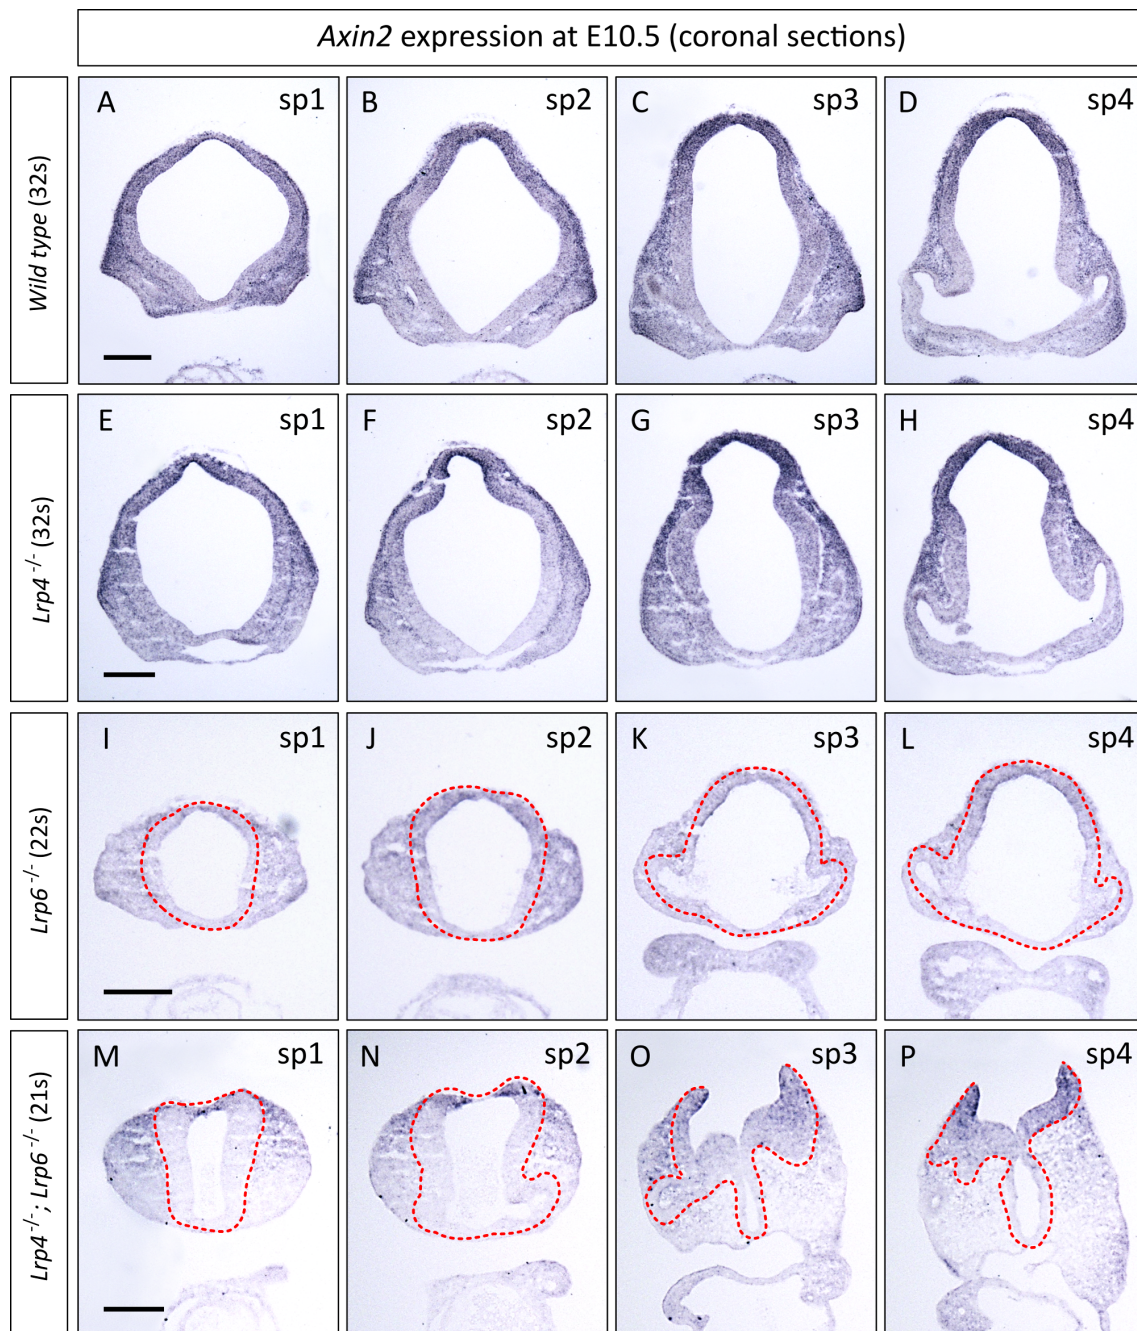 Axin2 expression at E10.5 (coronal sections)
Wild type (32s)
A sp1
B sp2
C sp3
D sp4
Lrp4 -/- (32s)
E sp1
F sp2
G sp3
H sp4
Lrp6 -/- (22s)
I sp1
J sp2
K sp3
L sp4
Lrp4 -/-; Lrp6 -/- (21s)
M sp1
N sp2
O sp3
P sp4